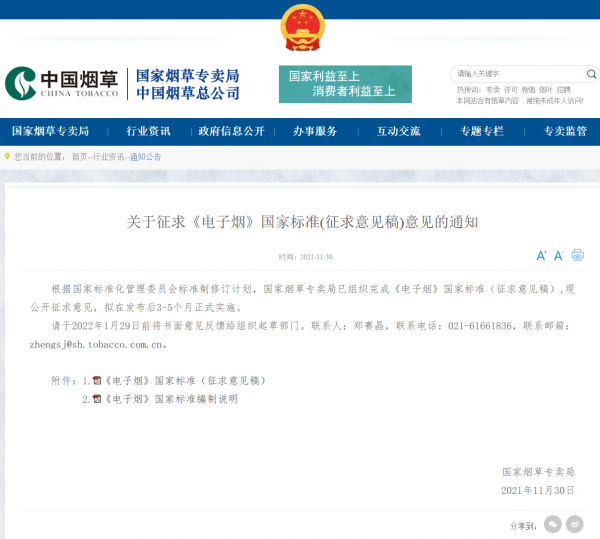 中国烟草
CHINA TOBACCO
国家烟草专卖局
中国烟草总公司
国家利益至上
消费者利益至上
请输入关键字
热搜词：专卖 许可 卷烟 烟叶 招聘
本网站含有烟草内容 谢绝未成年人访问!
国家烟草专卖局 行业资讯 政府信息公开 办事服务 互动交流 专题专栏 专卖监管
您当前的位置： 首页--行业资讯--通知公告
关于征求《电子烟》国家标准(征求意见稿)意见的通知
时间：2021-11-30
A+ A-
根据国家标准化管理委员会标准制修订计划，国家烟草专卖局已组织完成《电子烟》国家标准（征求意见稿）,现
公开征求意见，拟在发布后3-5个月正式实施。
请于2022年1月29日前将书面意见反馈给组织起草部门。联系人：郑赛晶，联系电话：021-61661836，联系邮箱：
zhengsj@sh.tobacco.com.cn。
附件：1.《电子烟》国家标准（征求意见稿）
2.《电子烟》国家标准编制说明
国家烟草专卖局
2021年11月30日
分享到：